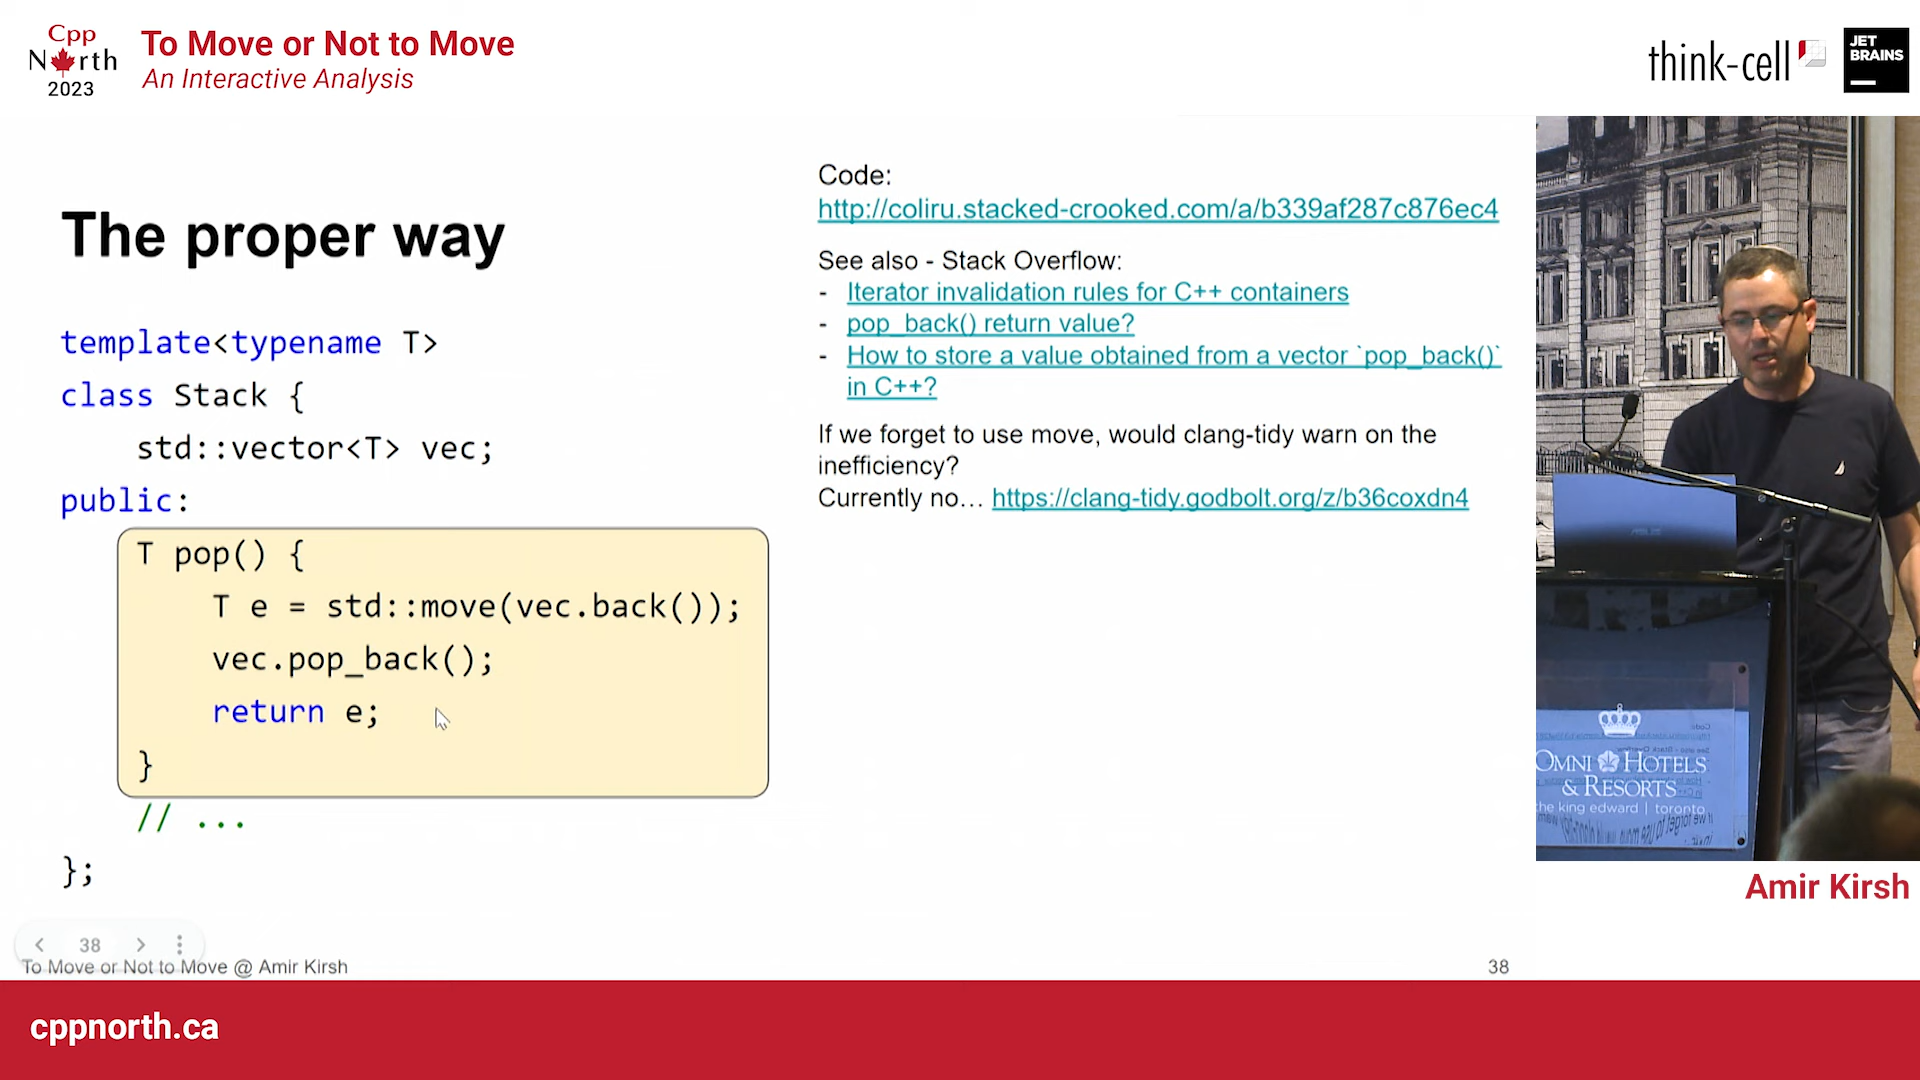 Cpp
North
2023
To Move or Not to Move
An Interactive Analysis
think-cell
JET
BRAINS
The proper way
template<typename T>
class Stack {
std::vector<T> vec;
public:
T pop() {
T e = std::move(vec.back());
vec.pop_back();
return e;
}
// ...
};
Code:
http://coliru.stacked-crooked.com/a/b339af287c876ec4
See also - Stack Overflow:
- Iterator invalidation rules for C++ containers
- pop_back() return value?
- How to store a value obtained from a vector `pop_back()`
in C++?
If we forget to use move, would clang-tidy warn on the
inefficiency?
Currently no… https://clang-tidy.godbolt.org/z/b36coxdn4
OMNI HOTELS
& RESORTS
the king edward | toronto
Amir Kirsh
38
To Move or Not to Move @ Amir Kirsh
38
cppnorth.ca